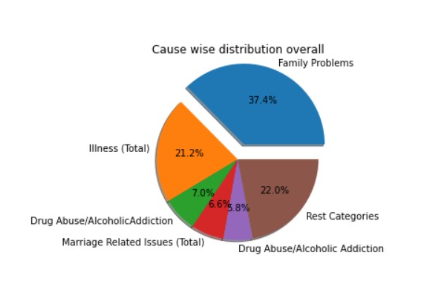 Cause wise distribution overall
Family Problems
37.4%
Illness (Total)
21.2%
7.0%
6.6%
5.8%
22.0%
Drug Abuse/AlcoholicAddiction
Rest Categories
Marriage Related Issues (Total)
Drug Abuse/Alcoholic Addiction